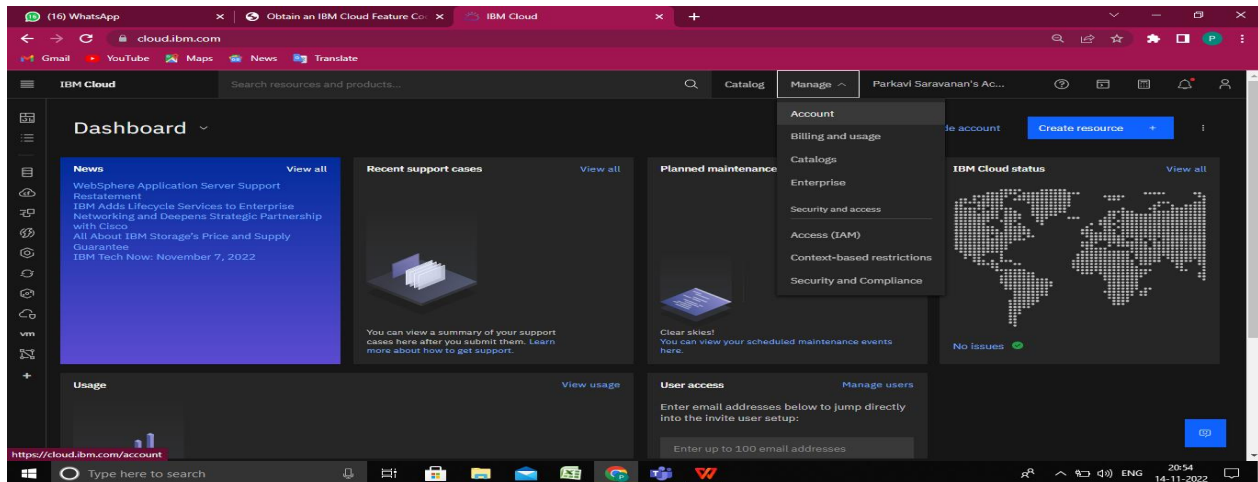 (16) WhatsApp
Obtain an IBM Cloud Feature Co
IBM Cloud
cloud.ibm.com
P
Gmail
YouTube
Maps
News
Translate
IBM Cloud
Search resources and products...
Catalog
Manage
Parkavi Saravanan's Ac...
Dashboard
Account
Billing and usage
Catalogs
Enterprise
Security and access
Access (IAM)
Context-based restrictions
Security and Compliance
account
Create resource +
News
View all
WebSphere Application Server Support
Restatement
IBM Adds Lifecycle Services to Enterprise
Networking and Deepens Strategic Partnership
with Cisco
All About IBM Storage's Price and Supply
Guarantee
IBM Tech Now: November 7, 2022
Recent support cases
View all
You can view a summary of your support
cases here after you submit them. Learn
more about how to get support.
Planned maintenance
Clear skies!
You can view your scheduled maintenance events
here.
IBM Cloud status
View all
No issues
vm
Usage
View usage
User access
Manage users
Enter email addresses below to jump directly
into the invite user setup:
Enter up to 100 email addresses
https://cloud.ibm.com/account
Type here to search
ENG
20:54
14-11-2022